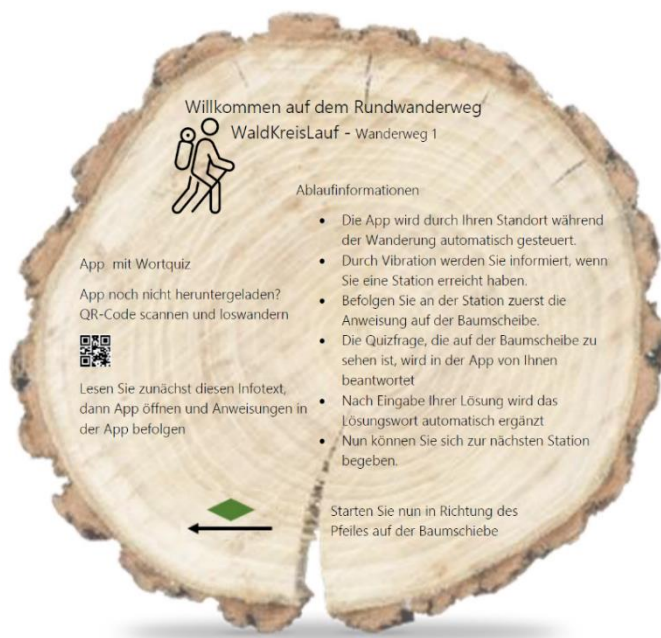 Willkommen auf dem Rundwanderweg
WaldKreisLauf - Wanderweg 1
Ablaufinformationen
• Die App wird durch Ihren Standort während
der Wanderung automatisch gesteuert.
• Durch Vibration werden Sie informiert, wenn
Sie eine Station erreicht haben.
• Befolgen Sie an der Station zuerst die
Anweisung auf der Baumscheibe.
• Die Quizfrage, die auf der Baumscheibe zu
sehen ist, wird in der App von Ihnen
beantwortet
• Nach Eingabe Ihrer Lösung wird das
Lösungswort automatisch ergänzt
• Nun können Sie sich zur nächsten Station
begeben.
App mit Wortquiz
App noch nicht heruntergeladen?
QR-Code scannen und loswandern
Lesen Sie zunächst diesen Infotext,
dann App öffnen und Anweisungen in
der App befolgen
Starten Sie nun in Richtung des
Pfeiles auf der Baumschiebe